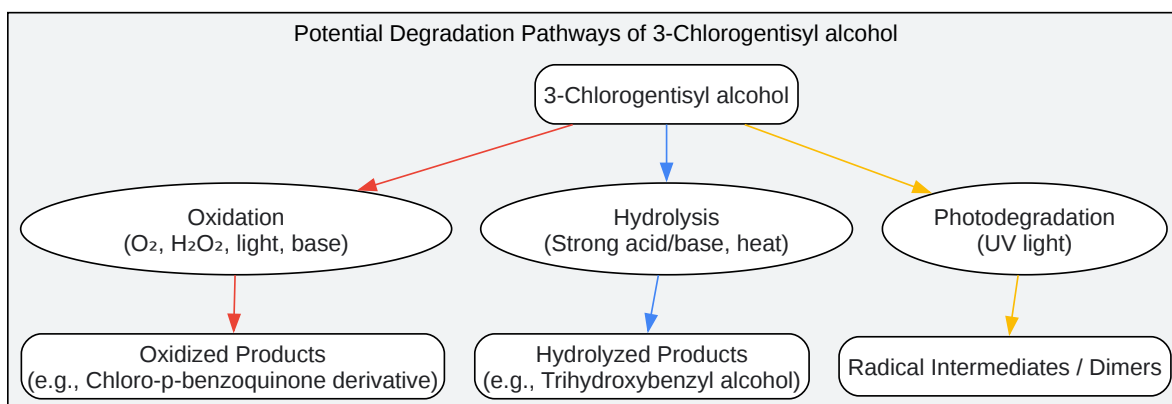 Potential Degradation Pathways of 3-Chlorogentisyl alcohol
3-Chlorogentisyl alcohol
Oxidation
(O₂, H₂O₂, light, base)
Hydrolysis
(Strong acid/base, heat)
Photodegradation
(UV light)
Oxidized Products
(e.g., Chloro-p-benzoquinone derivative)
Hydrolyzed Products
(e.g., Trihydroxybenzyl alcohol)
Radical Intermediates / Dimers